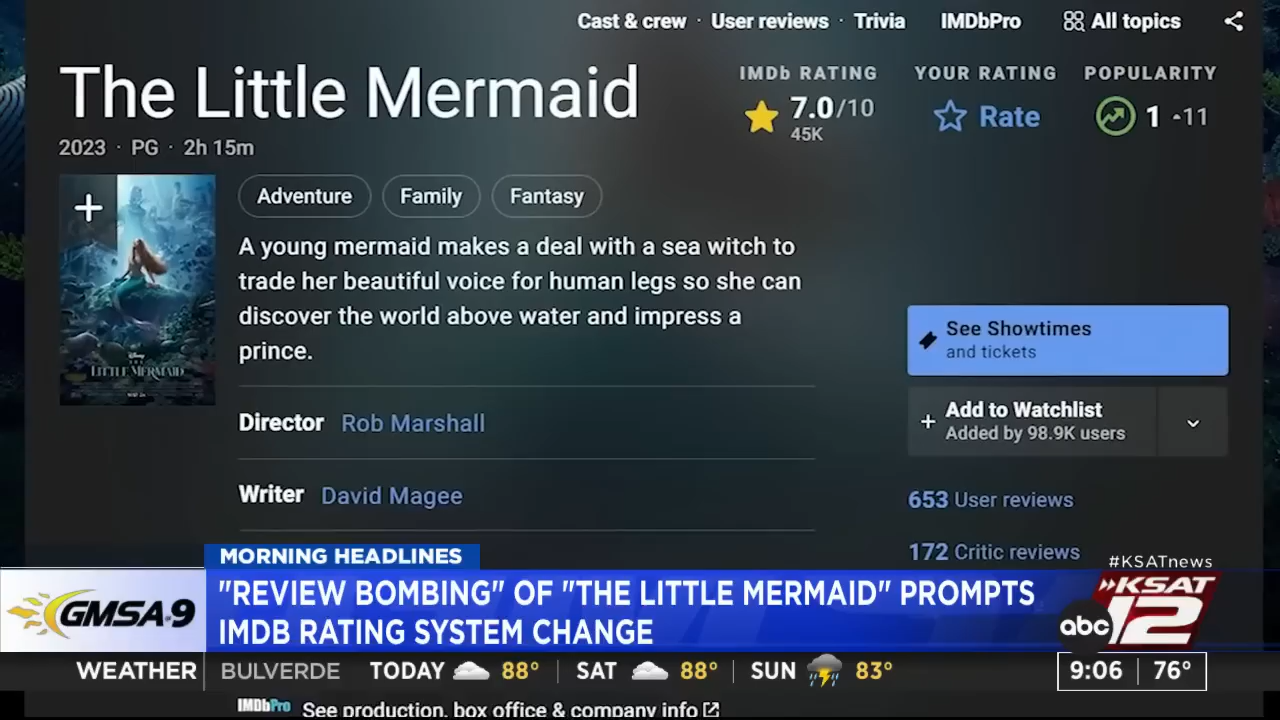 Cast & crew · User reviews · Trivia IMDbPro All topics
The Little Mermaid
2023 · PG · 2h 15m
IMDb RATING
7.0/10
45K
YOUR RATING
Rate
POPULARITY
1 11
Adventure Family Fantasy
A young mermaid makes a deal with a sea witch to
trade her beautiful voice for human legs so she can
discover the world above water and impress a
prince.
Disney
THE
LITTLE MERMAID
Director Rob Marshall
Writer David Magee
See Showtimes
and tickets
+ Add to Watchlist
Added by 98.9K users
653 User reviews
172 Critic reviews
#KSATnews
MORNING HEADLINES
"REVIEW BOMBING" OF "THE LITTLE MERMAID" PROMPTS
IMDB RATING SYSTEM CHANGE
GMSA@9
KSAT
abc 12
WEATHER BULVERDE TODAY 88° SAT 88° SUN 83°
9:06 76°
IMDbPro See production, box office & company info